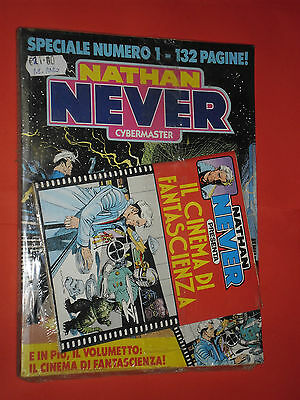 SPECIALE NUMERO 1 - 132 PAGINE!
NATHAN
NEVER
CYBERMASTER
NATHAN
NEVER
PRESENTA
IL CINEMA DI
FANTASCIENZA
E IN PIÙ, IL VOLUMETTO:
IL CINEMA DI FANTASCIENZA!